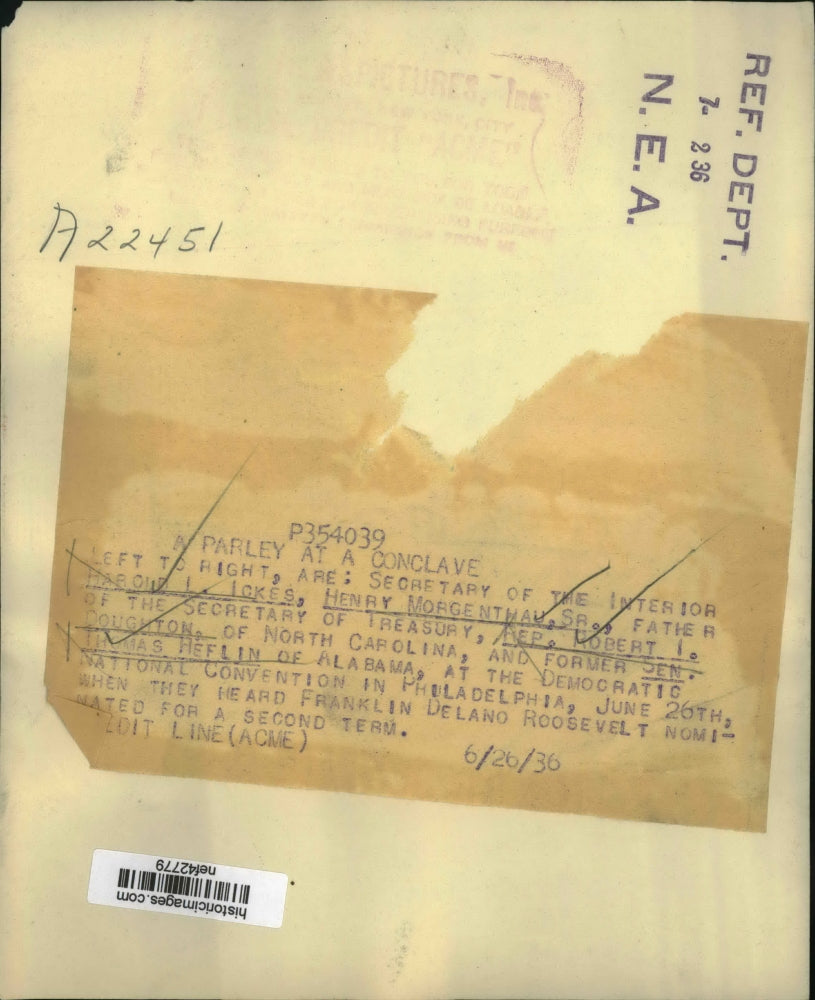 PICTURES, Inc.
NEW YORK CITY
"ACME"
REF. DEPT.
7- 2 36
N. E. A.
A22451
P354039
A PARLEY AT A CONCLAVE
LEFT TO RIGHT, ARE: SECRETARY OF THE INTERIOR
HAROLD L. ICKES, HENRY MORGENTHAU, SR., FATHER
OF THE SECRETARY OF TREASURY, REP. ROBERT L.
DOUGHTON, OF NORTH CAROLINA, AND FORMER SEN.
THOMAS HEFLIN OF ALABAMA, AT THE DEMOCRATIC
NATIONAL CONVENTION IN PHILADELPHIA, JUNE 26TH,
WHEN THEY HEARD FRANKLIN DELANO ROOSEVELT NOMI-
NATED FOR A SECOND TERM.
EDIT LINE (ACME) 6/26/36
historicimages.com
nef42779